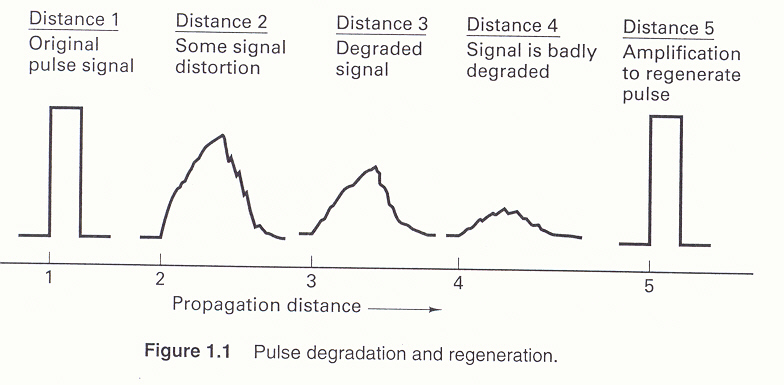 Distance 1
Original
pulse signal
Distance 2
Some signal
distortion
Distance 3
Degraded
signal
Distance 4
Signal is badly
degraded
Distance 5
Amplification
to regenerate
pulse
1
2
3
4
5
Propagation distance
Figure 1.1 Pulse degradation and regeneration.